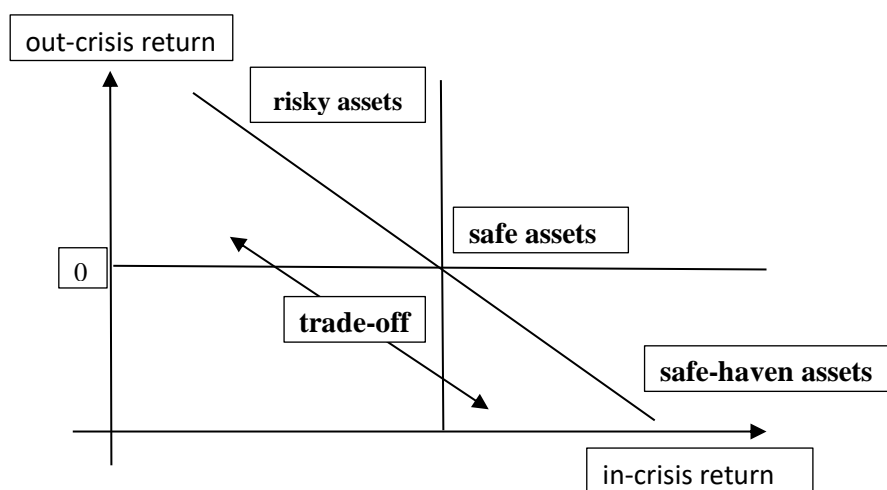 out-crisis return
risky assets
safe assets
0
trade-off
safe-haven assets
in-crisis return